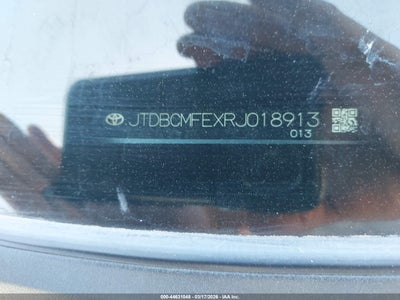 JTDBCMFEXRJ018913
013
000-44631048 | 03/17/2026 | IAA Inc.